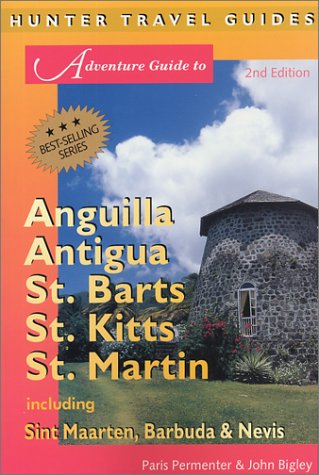 HUNTER TRAVEL GUIDES
Adventure Guide to
2nd Edition
★★★
BEST-SELLING
SERIES
Anguilla
Antigua
St. Barts
St. Kitts
St. Martin
including
Sint Maarten, Barbuda & Nevis
Paris Permenter & John Bigley